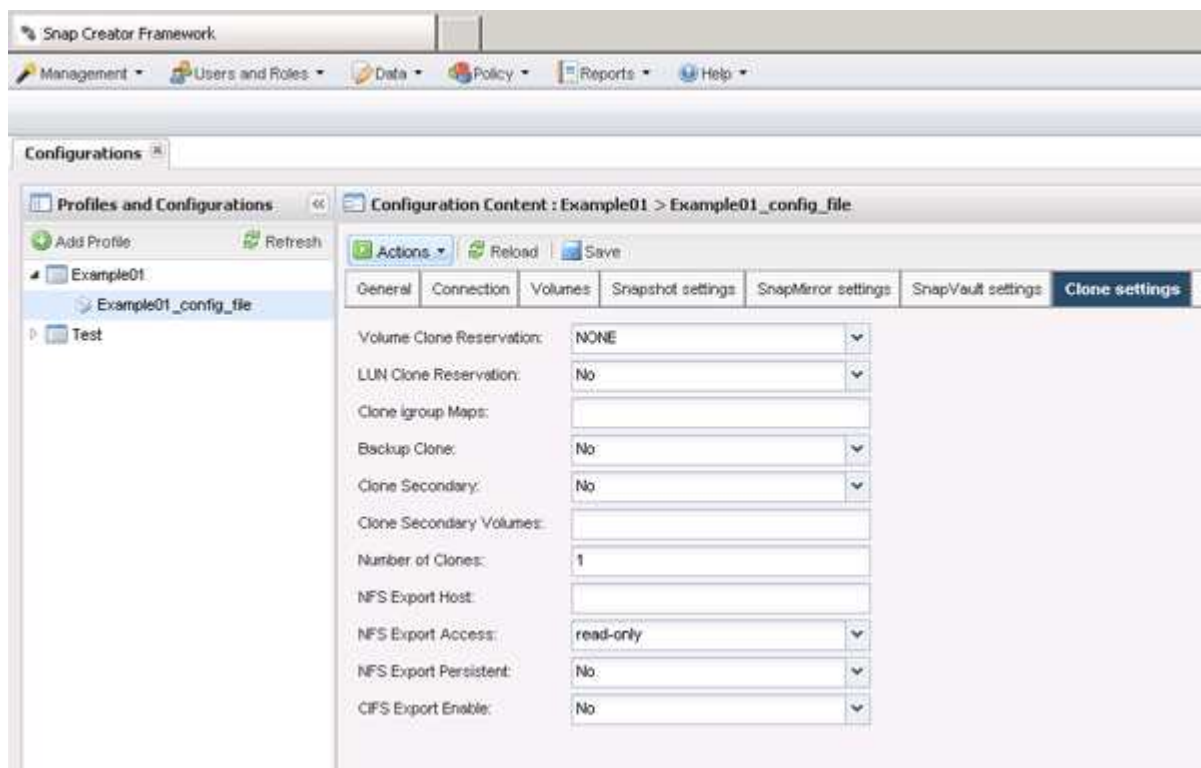 Snap Creator Framework
Management Users and Roles Data Policy Reports Help
Configurations
Profiles and Configurations
Configuration Content : Example01 > Example01_config_file
Add Profile Refresh
Actions Reload Save
Example01
Example01_config_file
Test
General Connection Volumes Snapshot settings SnapMirror settings SnapVault settings Clone settings
Volume Clone Reservation: NONE
LUN Clone Reservation: No
Clone igroup Maps:
Backup Clone: No
Clone Secondary: No
Clone Secondary Volumes:
Number of Clones: 1
NFS Export Host:
NFS Export Access: read-only
NFS Export Persistent: No
CIFS Export Enable: No